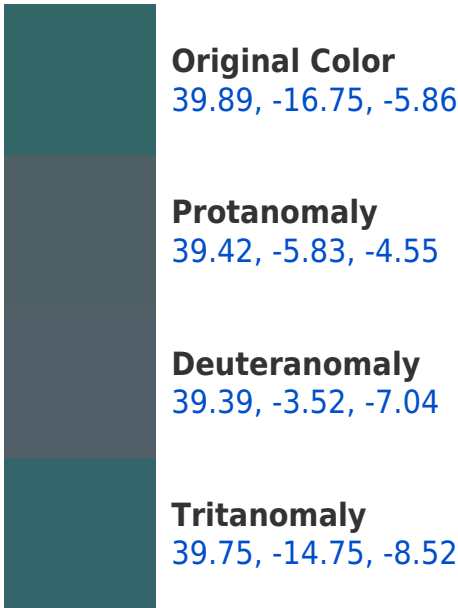 Original Color
39.89, -16.75, -5.86
Protanomaly
39.42, -5.83, -4.55
Deuteranomaly
39.39, -3.52, -7.04
Tritanomaly
39.75, -14.75, -8.52